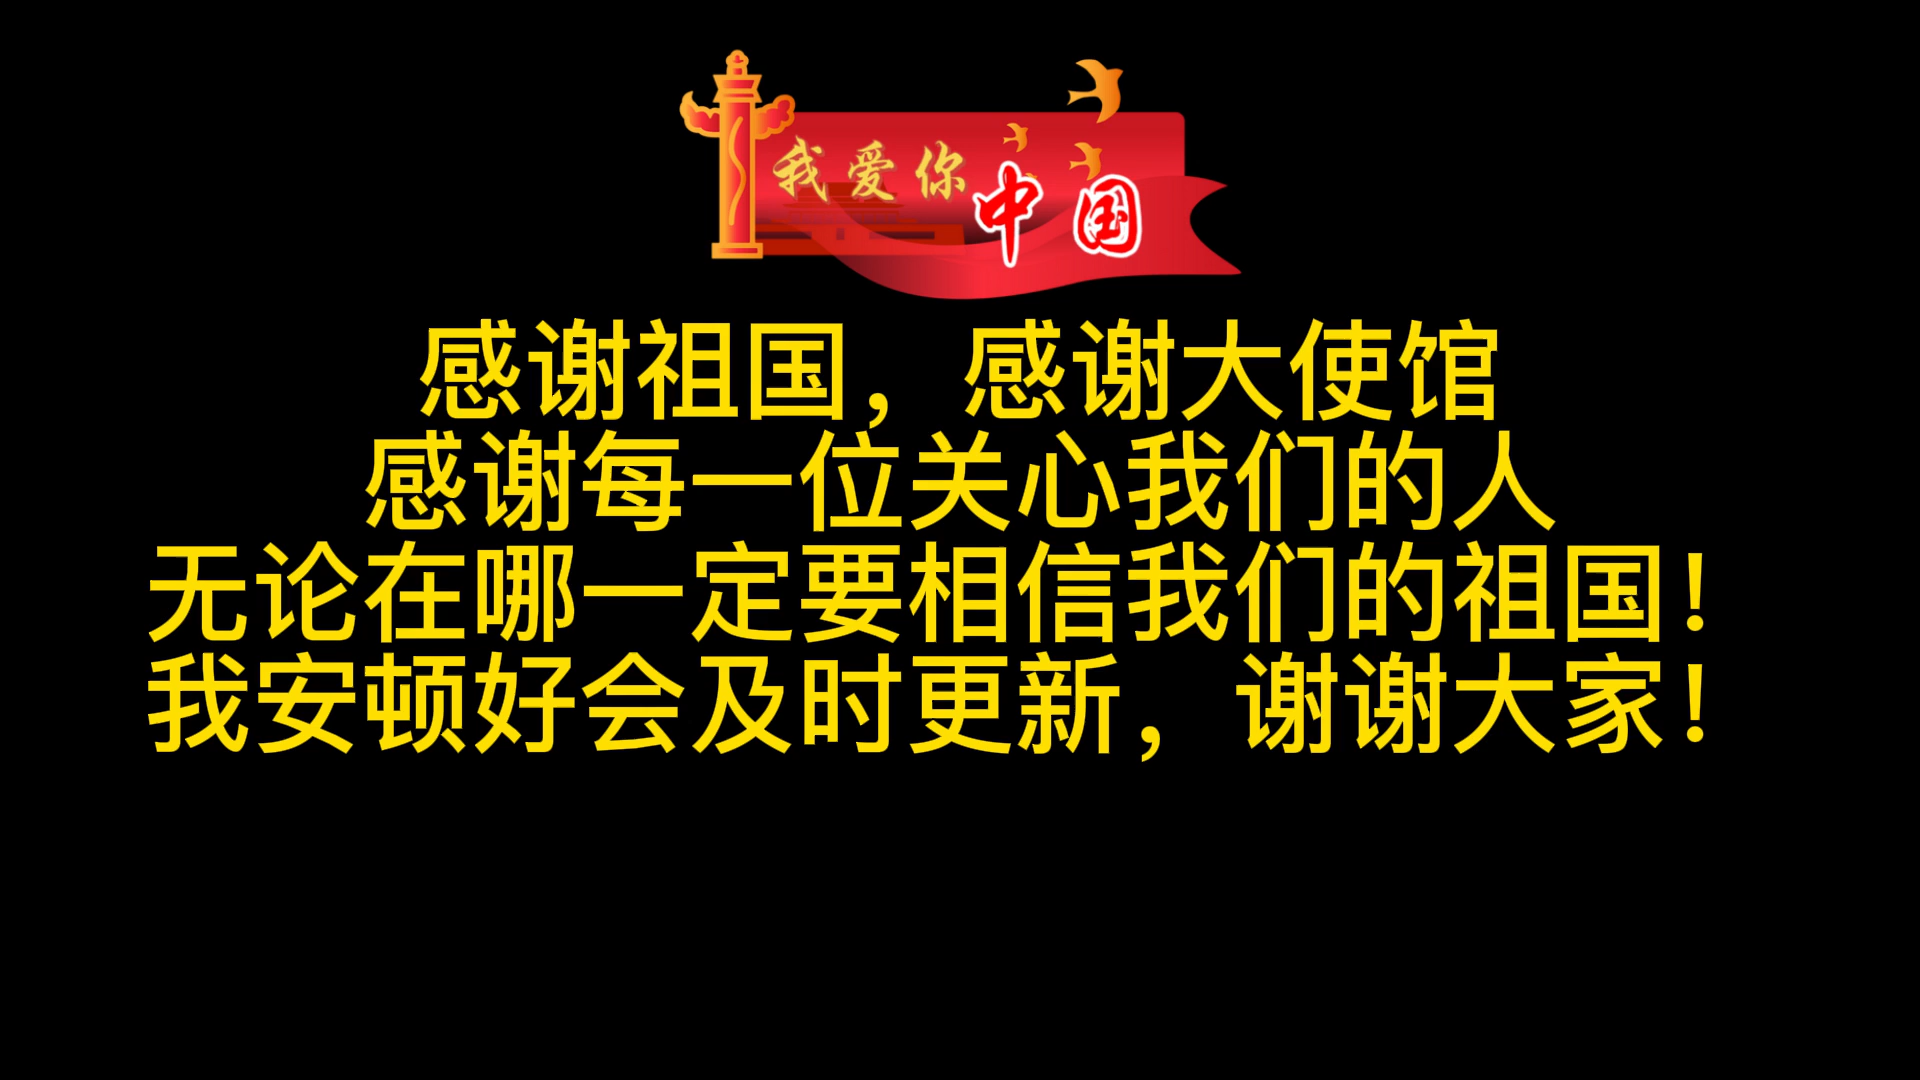 我爱你中国
感谢祖国，感谢大使馆
感谢每一位关心我们的人
无论在哪一定要相信我们的祖国！
我安顿好会及时更新，谢谢大家！